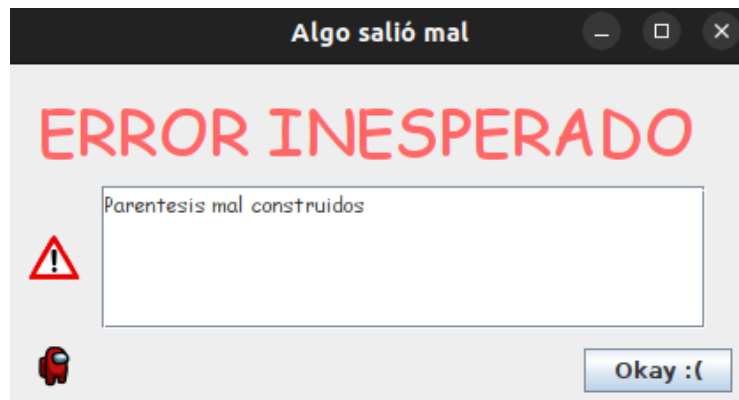 Algo salió mal
ERROR INESPERADO
Parentesis mal construidos
Okay :(